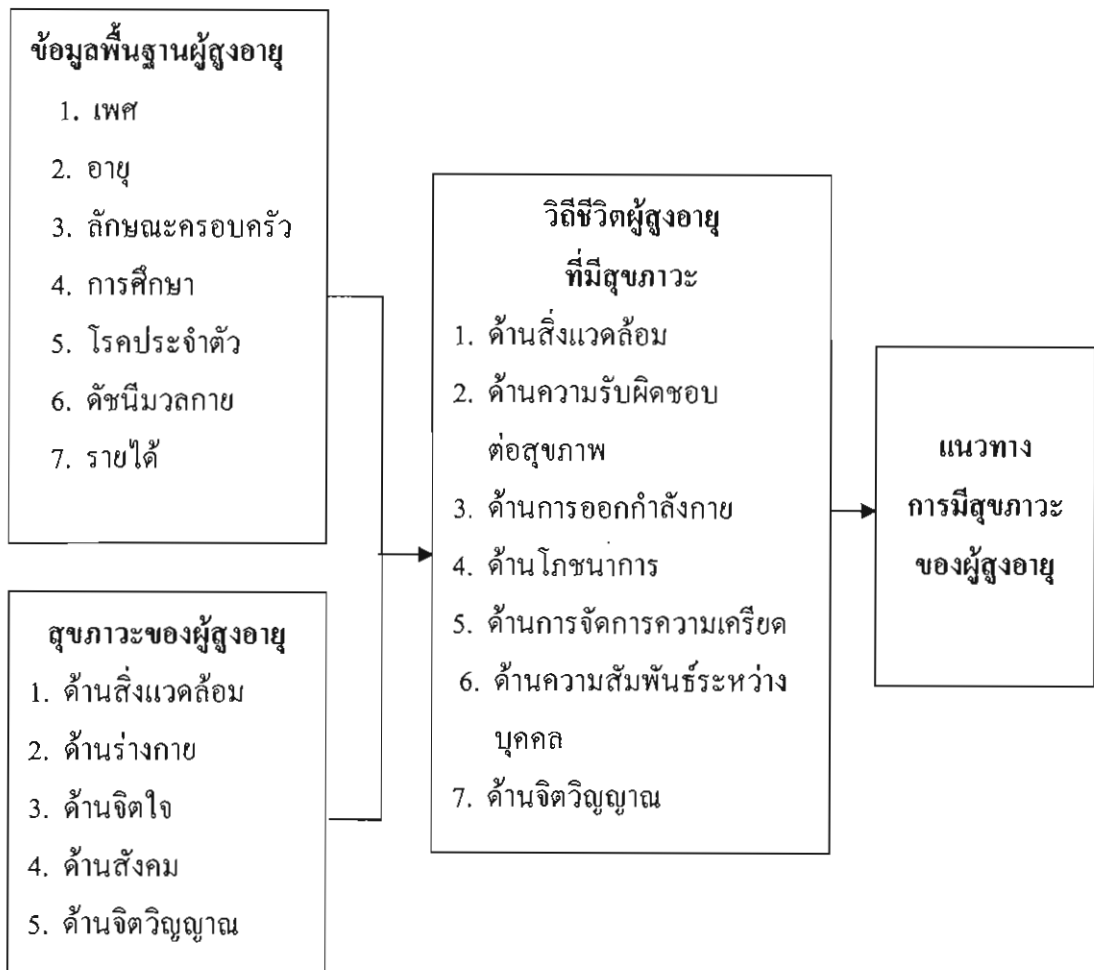 ข้อมูลพื้นฐานผู้สูงอายุ
1. เพศ
2. อายุ
3. ลักษณะครอบครัว
4. การศึกษา
5. โรคประจำตัว
6. ดัชนีมวลกาย
7. รายได้
สุขภาวะของผู้สูงอายุ
1. ด้านสิ่งแวดล้อม
2. ด้านร่างกาย
3. ด้านจิตใจ
4. ด้านสังคม
5. ด้านจิตวิญญาณ
วิถีชีวิตผู้สูงอายุ
ที่มีสุขภาวะ
1. ด้านสิ่งแวดล้อม
2. ด้านความรับผิดชอบ
ต่อสุขภาพ
3. ด้านการออกกำลังกาย
4. ด้านโภชนาการ
5. ด้านการจัดการความเครียด
6. ด้านความสัมพันธ์ระหว่าง
บุคคล
7. ด้านจิตวิญญาณ
แนวทาง
การมีสุขภาวะ
ของผู้สูงอายุ